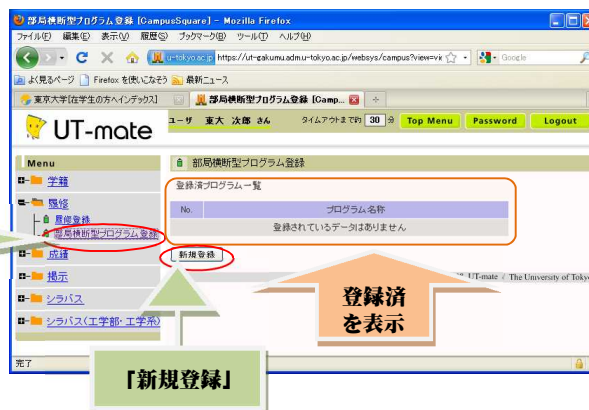 部局横断型プログラム登録 [CampusSquare] - Mozilla Firefox
ファイル(F) 編集(E) 表示(V) 履歴(S) ブックマーク(B) ツール(T) ヘルプ(H)
u-tokyo.ac.jp https://ut-gakumu.adm.u-tokyo.ac.jp/websys/campus?view=vie Google
よく見るページ Firefox を使いこなそう 最新ニュース
東京大学[在学生の方へインデックス] 部局横断型プログラム登録 [Camp...
UT-mate
ユーザ 東大 次郎 さん タイムアウトまで約 30 分 Top Menu Password Logout
Menu
学籍
履修
履修登録
部局横断型プログラム登録
成績
掲示
シラバス
シラバス(工学部・工学系)
部局横断型プログラム登録
登録済プログラム一覧
No. プログラム名称
登録されているデータはありません
新規登録
UT-mate / The University of Tokyo
登録済
を表示
「新規登録」
完了